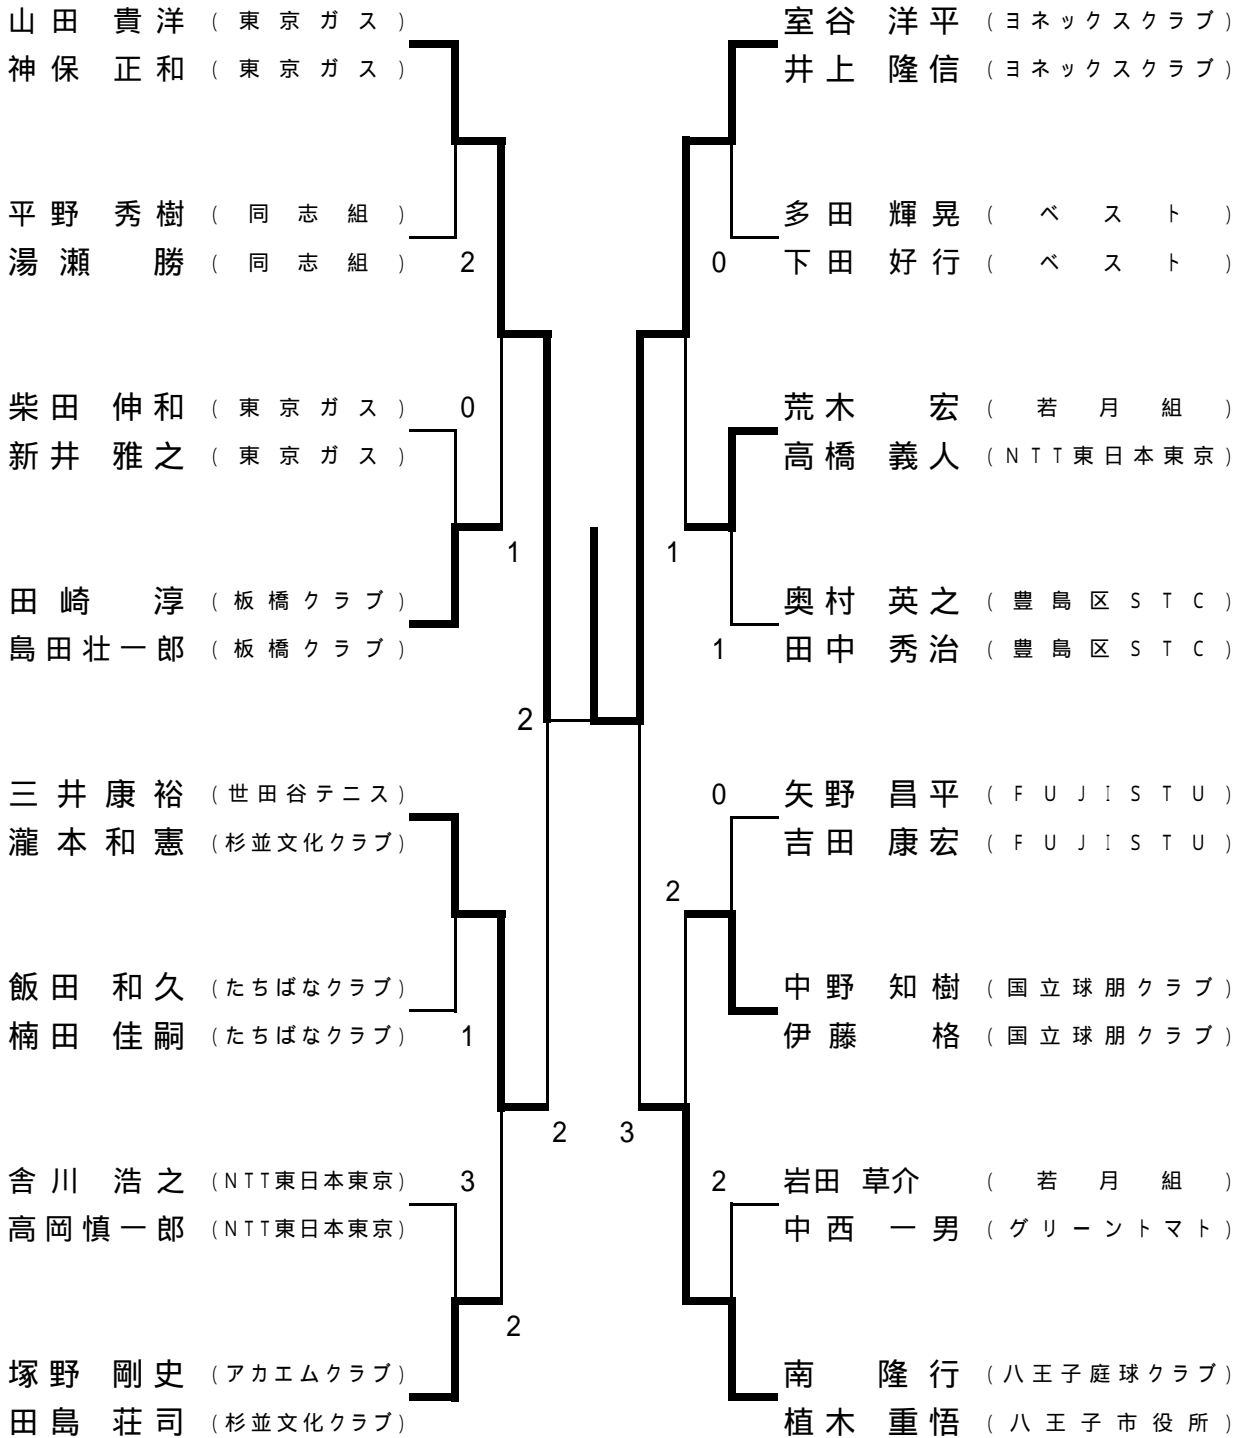 山田 貴洋 (東京ガス)
神保 正和 (東京ガス)
平野 秀樹 (同志組)
湯瀬 勝 (同志組) 2
柴田 伸和 (東京ガス) 0
新井 雅之 (東京ガス)
1
田崎 淳 (板橋クラブ)
島田壮一郎 (板橋クラブ)
2
三井康裕 (世田谷テニス)
瀧本和憲 (杉並文化クラブ)
飯田 和久 (たちばなクラブ)
楠田 佳嗣 (たちばなクラブ) 1
2
舎川 浩之 (NTT東日本東京) 3
高岡慎一郎 (NTT東日本東京)
2
塚野 剛史 (アカエムクラブ)
田島 荘司 (杉並文化クラブ)
室谷 洋平 (ヨネックスクラブ)
井上 隆信 (ヨネックスクラブ)
多田 輝晃 (ベスト)
0 下田 好行 (ベスト)
荒木 宏 (若月組)
高橋 義人 (NTT東日本東京)
1
奥村 英之 (豊島区STC)
1 田中 秀治 (豊島区STC)
0 矢野 昌平 (FUJISTU)
吉田 康宏 (FUJISTU)
2
中野 知樹 (国立球朋クラブ)
伊藤 格 (国立球朋クラブ)
3
2 岩田 草介 (若月組)
中西 一男 (グリーントマト)
南 隆行 (八王子庭球クラブ)
植木 重悟 (八王子市役所)